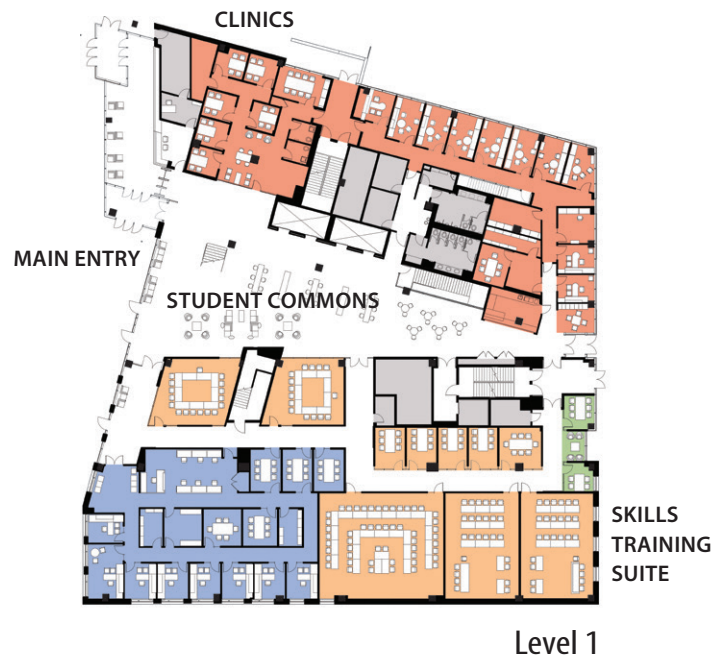 CLINICS
MAIN ENTRY
STUDENT COMMONS
SKILLS
TRAINING
SUITE
Level 1